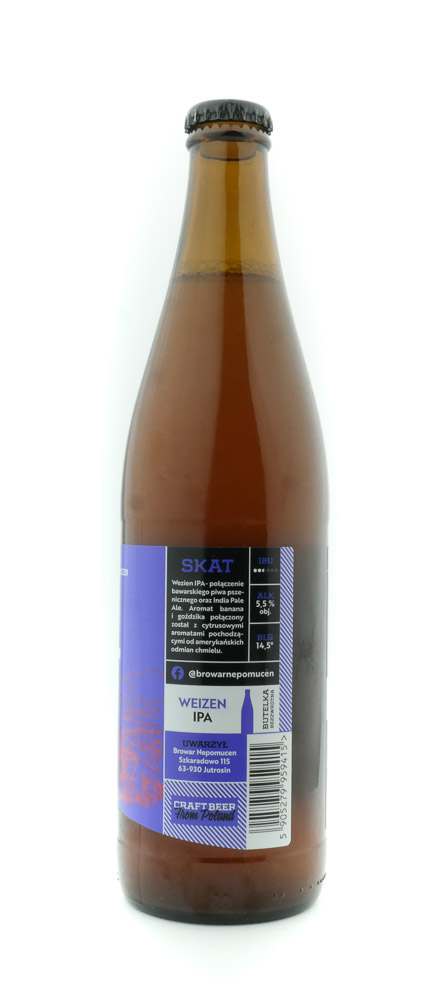 SKAT
Wezien IPA- połączenie
bawarskiego piwa psze-
nicznego oraz India Pale
Ale. Aromat banana
i goździka połączony
został z cytrusowymi
aromatami pochodzą-
cymi od amerykańskich
odmian chmielu.
IBU
ALK
5,5 %
obj.
BLG
14,5°
@browarnepomucen
WEIZEN
IPA
BUTELKA
BEZZWROTNA
UWARZYŁ
Browar Nepomucen
Szkaradowo 115
63-930 Jutrosin
CRAFT BEER
from Poland
5 905279 959415 >